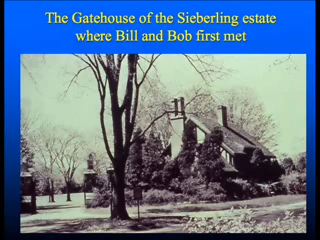 The Gatehouse of the Sieberling estate
where Bill and Bob first met